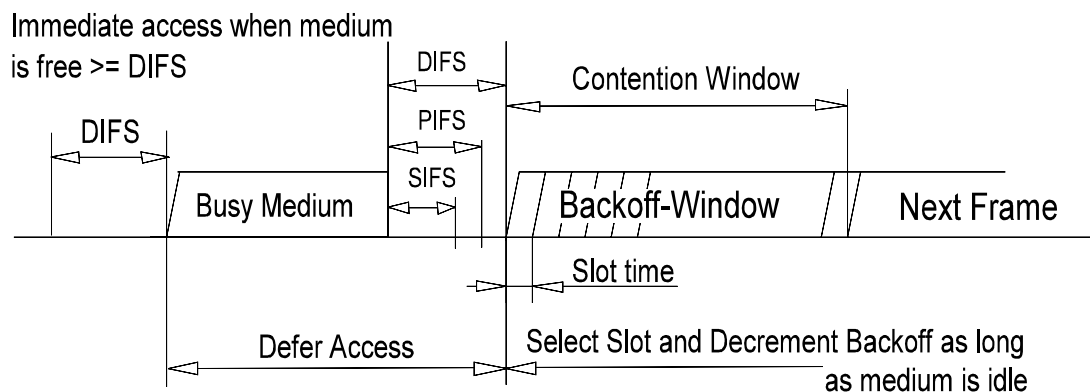 Immediate access when medium
is free >= DIFS
DIFS
DIFS
Contention Window
PIFS
SIFS
Busy Medium
Backoff-Window
Next Frame
Slot time
Defer Access
Select Slot and Decrement Backoff as long
as medium is idle